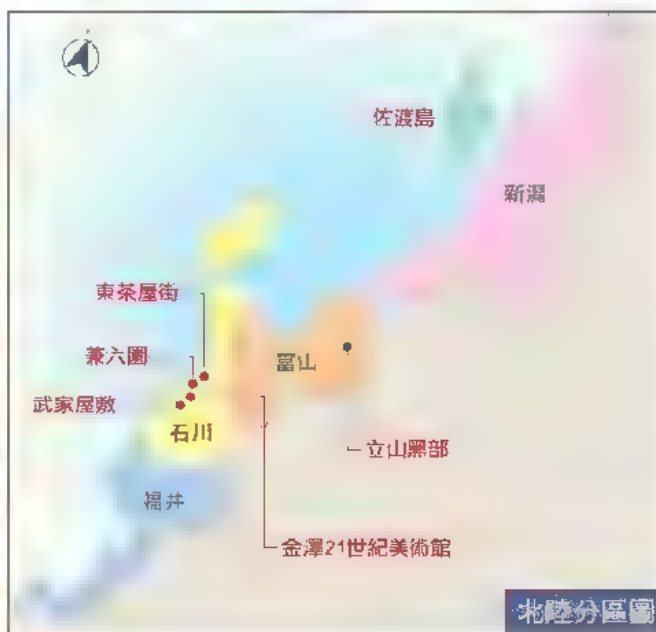 佐渡島
新潟
東茶屋街
兼六園
富山
武家屋敷
石川
立山黑部
福井
金澤21世紀美術館
北陸分區圖